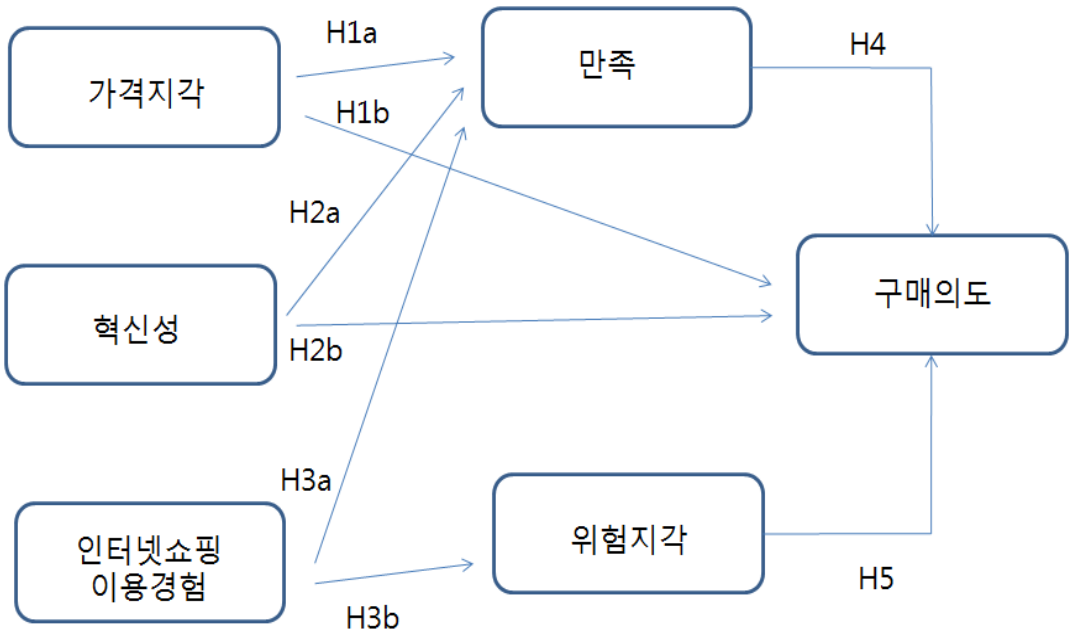 가격지각
H1a
만족
H4
H1b
H2a
혁신성
H2b
구매의도
H3a
인터넷쇼핑
이용경험
H3b
위험지각
H5